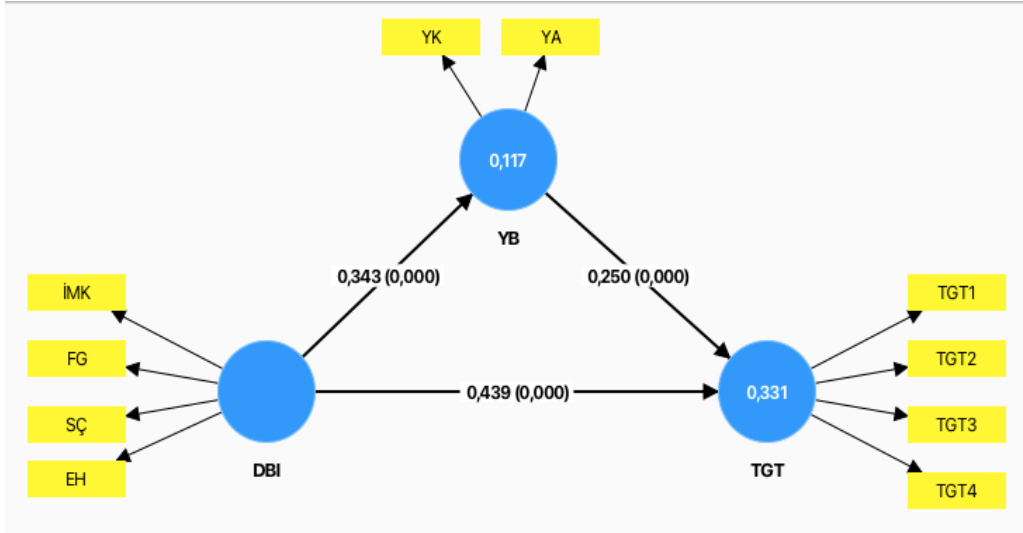 YK
YA
0,117
YB
0,343 (0,000)
0,250 (0,000)
İMK
FG
SÇ
EH
DBI
0,439 (0,000)
0,331
TGT
TGT1
TGT2
TGT3
TGT4